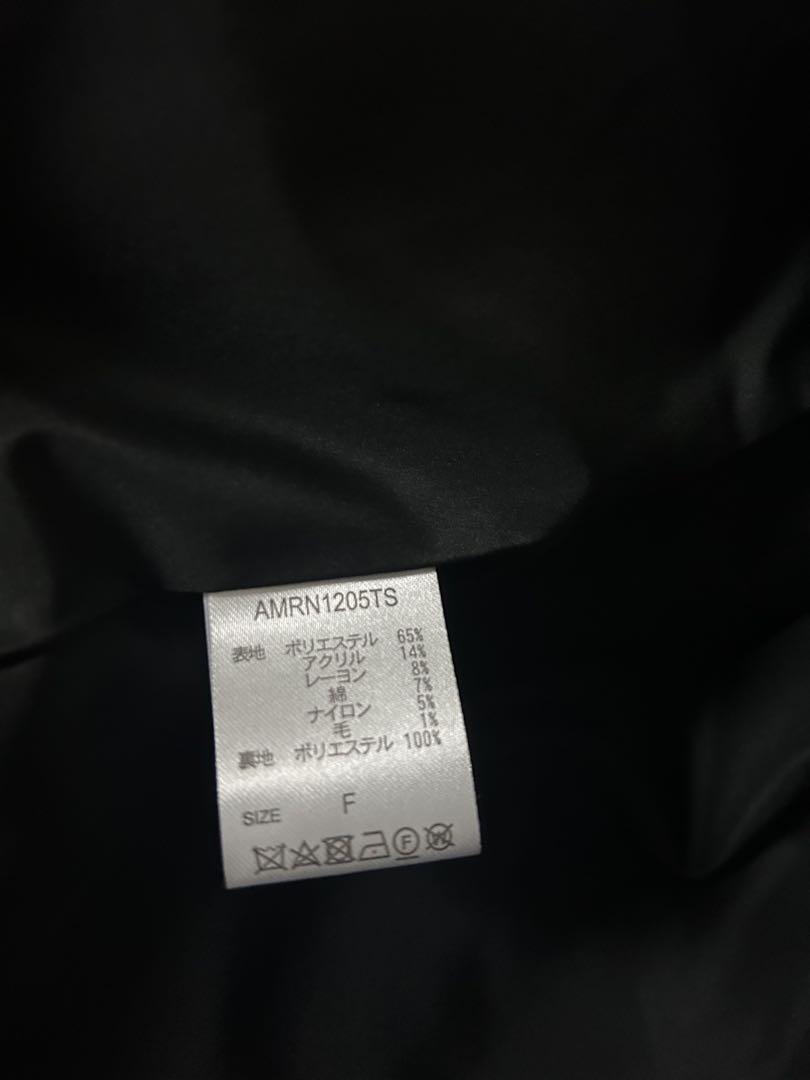 AMRN1205TS
表地 ポリエステル 65%
アクリル 14%
レーヨン 8%
綿 7%
ナイロン 5%
毛 1%
裏地 ポリエステル 100%
SIZE F
F W